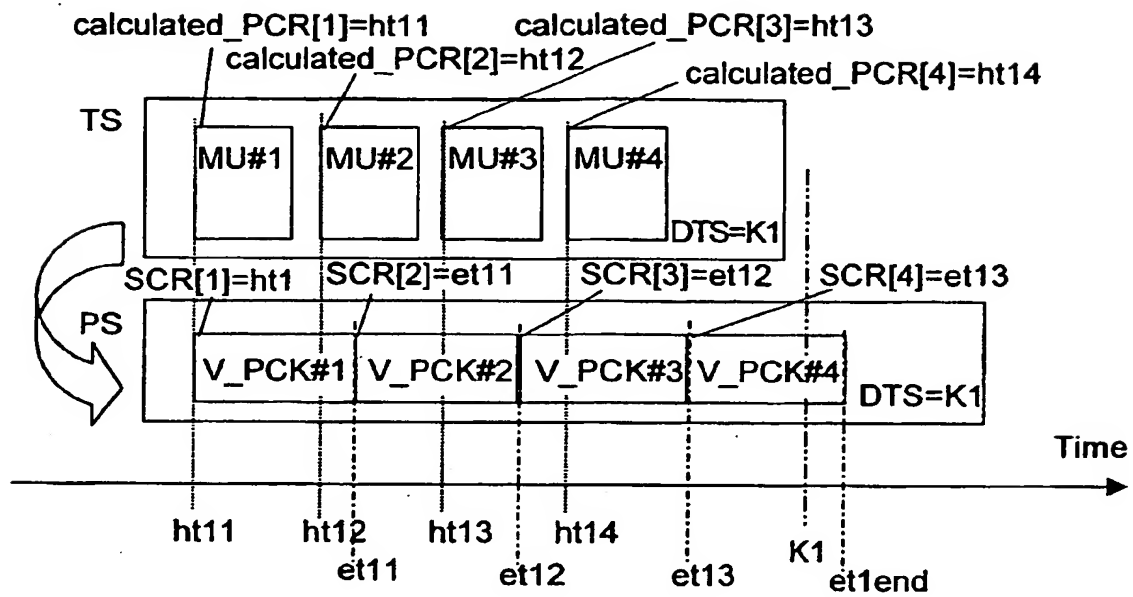 calculated_PCR[1]=ht11
calculated_PCR[3]=ht13
calculated_PCR[2]=ht12
calculated_PCR[4]=ht14
TS
MU#1
MU#2
MU#3
MU#4
DTS=K1
SCR[1]=ht1
SCR[2]=et11
SCR[3]=et12
SCR[4]=et13
PS
V_PCK#1
V_PCK#2
V_PCK#3
V_PCK#4
DTS=K1
Time
ht11
ht12
ht13
ht14
K1
et11
et12
et13
et1end